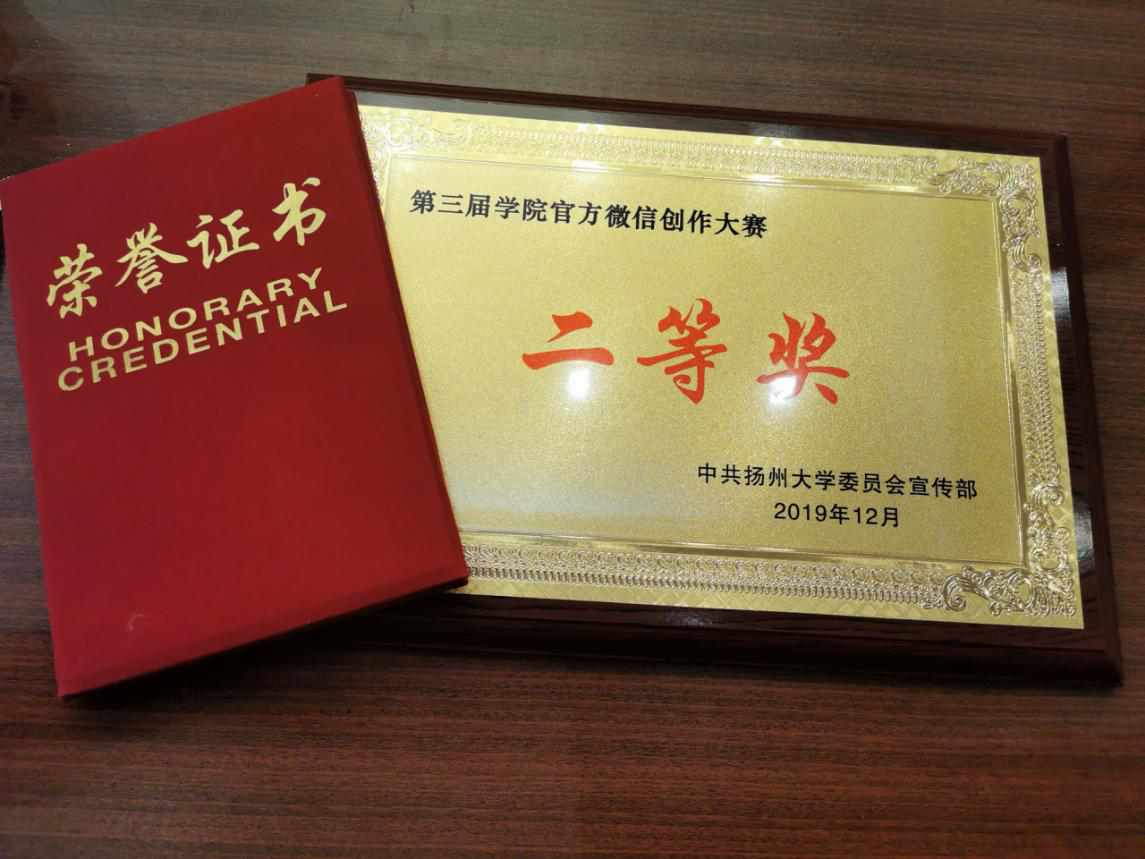 荣誉证书
HONORARY
CREDENTIAL
第三届学院官方微信创作大赛
二等奖
中共扬州大学委员会宣传部
2019年12月